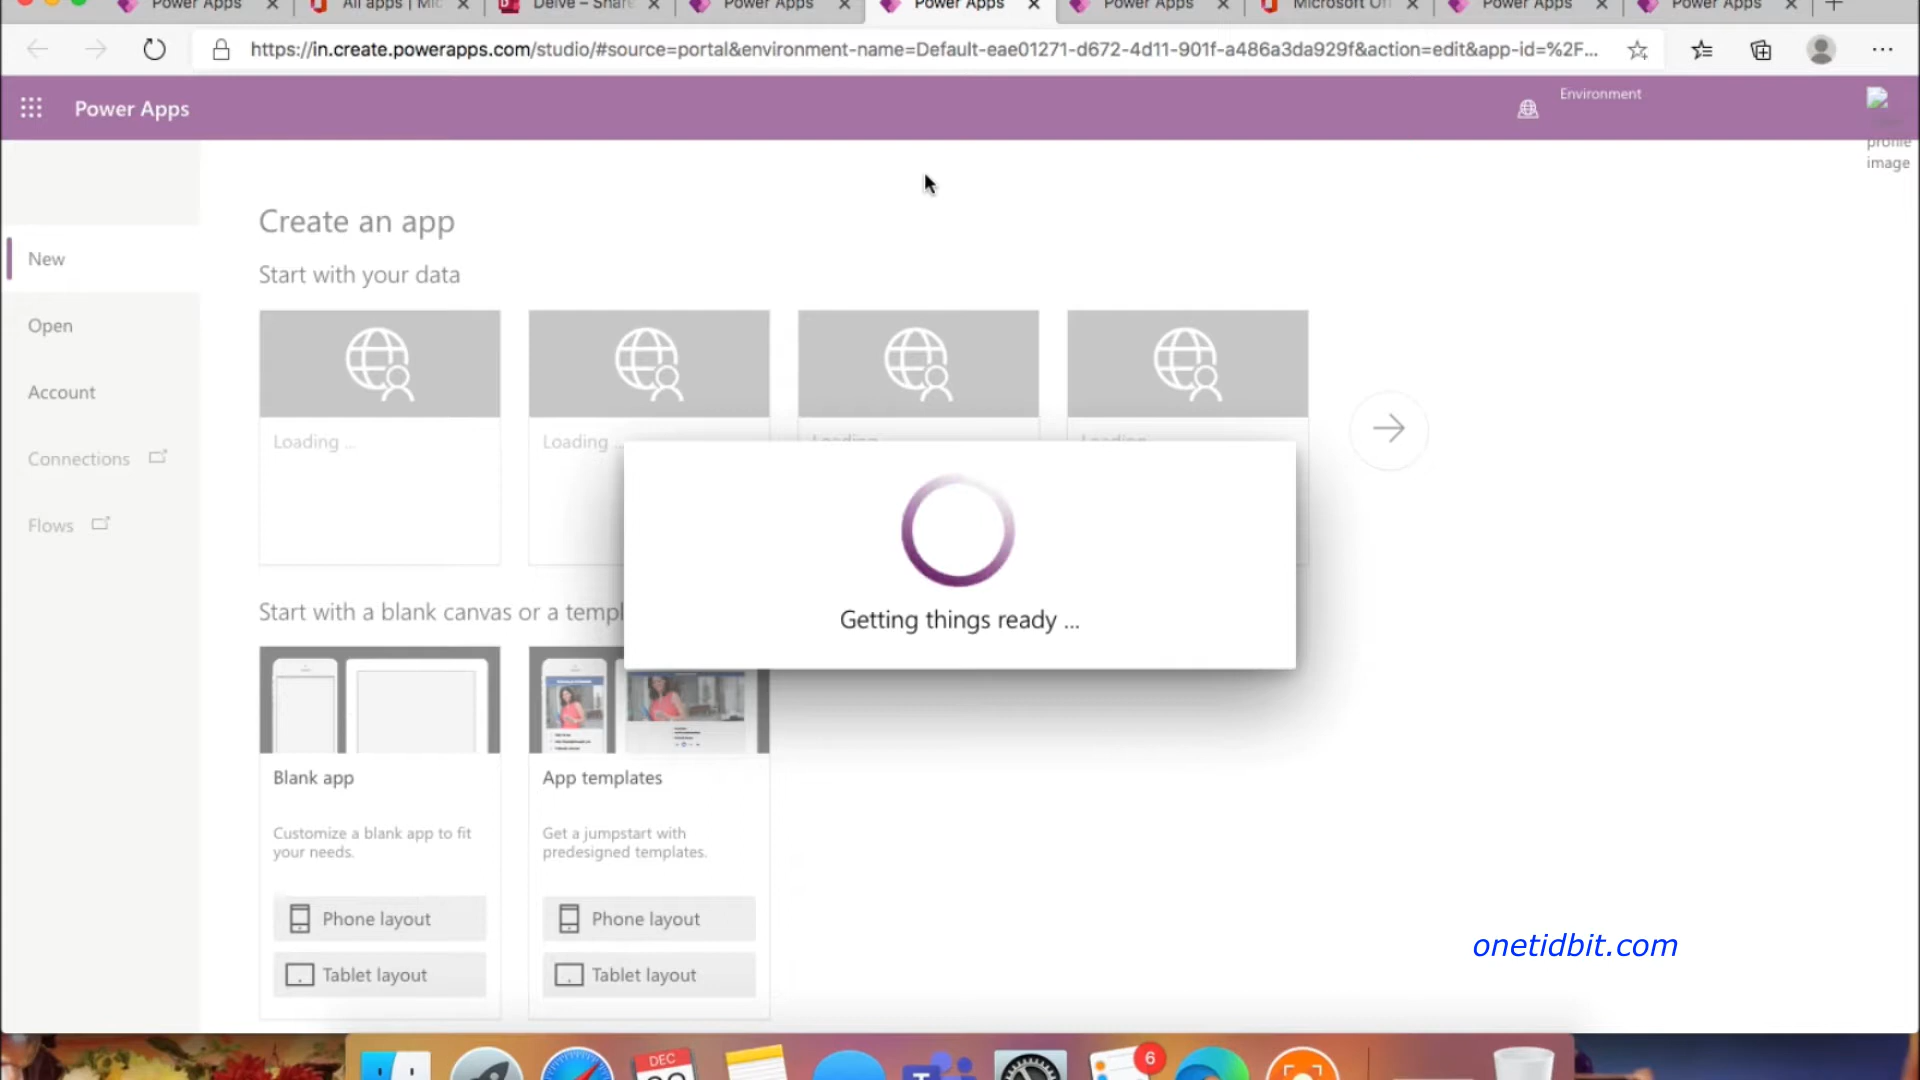 Power Apps
All apps | Mic
Delve – Share
Power Apps
Power Apps
Power Apps
Microsoft Of
Power Apps
Power Apps
https://in.create.powerapps.com/studio/#source=portal&environment-name=Default-eae01271-d672-4d11-901f-a486a3da929f&action=edit&app-id=%2F...
Power Apps
Environment
profile
image
New
Open
Account
Connections
Flows
Create an app
Start with your data
Loading ...
Loading ...
Loading
Loading
Getting things ready ...
Start with a blank canvas or a templ
Blank app
Customize a blank app to fit
your needs.
Phone layout
Tablet layout
App templates
Get a jumpstart with
predesigned templates.
Phone layout
Tablet layout
onetidbit.com
DEC
6